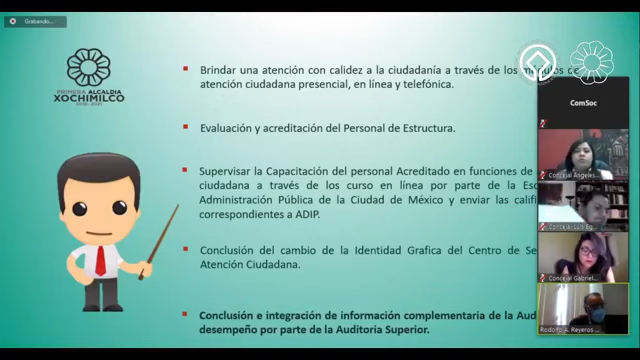 Grabando...
PRIMERA ALCALDÍA
XOCHIMILCO
Brindar una atención con calidez a la ciudadanía a través de los
atención ciudadana presencial, en línea y telefónica.
Evaluación y acreditación del Personal de Estructura.
Supervisar la Capacitación del personal Acreditado en funciones de
ciudadana a través de los curso en línea por parte de la
Administración Pública de la Ciudad de México y enviar las
correspondientes a ADIP.
Conclusión del cambio de la Identidad Grafica del Centro de
Atención Ciudadana.
Conclusión e integración de información complementaria de la
desempeño por parte de la Auditoria Superior.
ComSoc
Concejal Ángeles...
Concejal Luis Eg...
Concejal Gabriel...
Rodolfo A. Reyeros ...